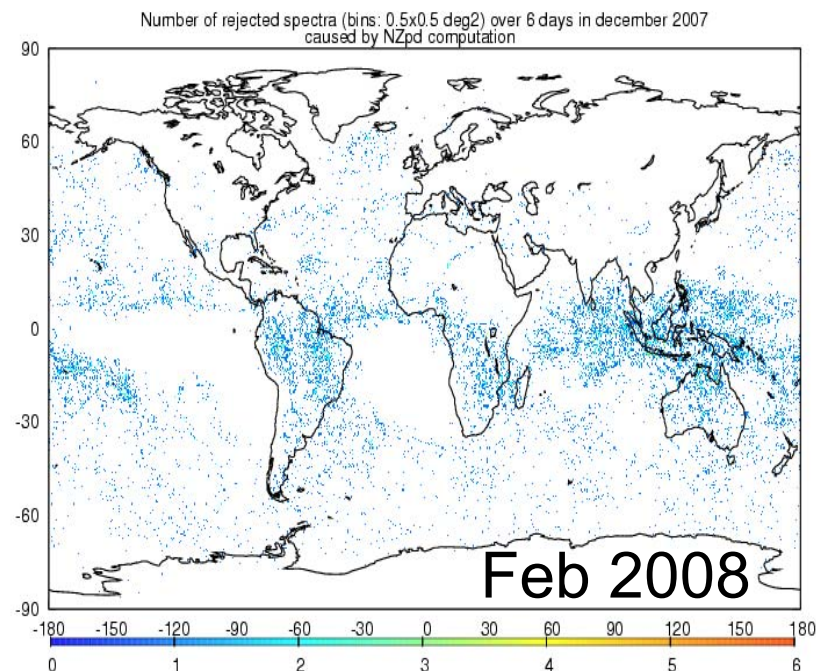 Number of rejected spectra (bins: 0.5x0.5 deg2) over 6 days in december 2007
caused by NZpd computation
90
60
30
0
-30
-60
-90
Feb 2008
-180 -150 -120 -90 -60 -30 0 30 60 90 120 150 180
0 1 2 3 4 5 6